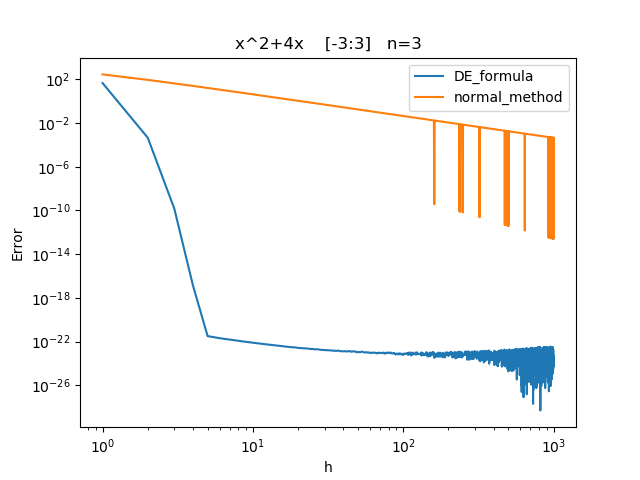 x^2+4x    [-3:3]   n=3
DE_formula
normal_method
Error
10^2
10^−2
10^−6
10^−10
10^−14
10^−18
10^−22
10^−26
10^0 10^1 10^2 10^3
h